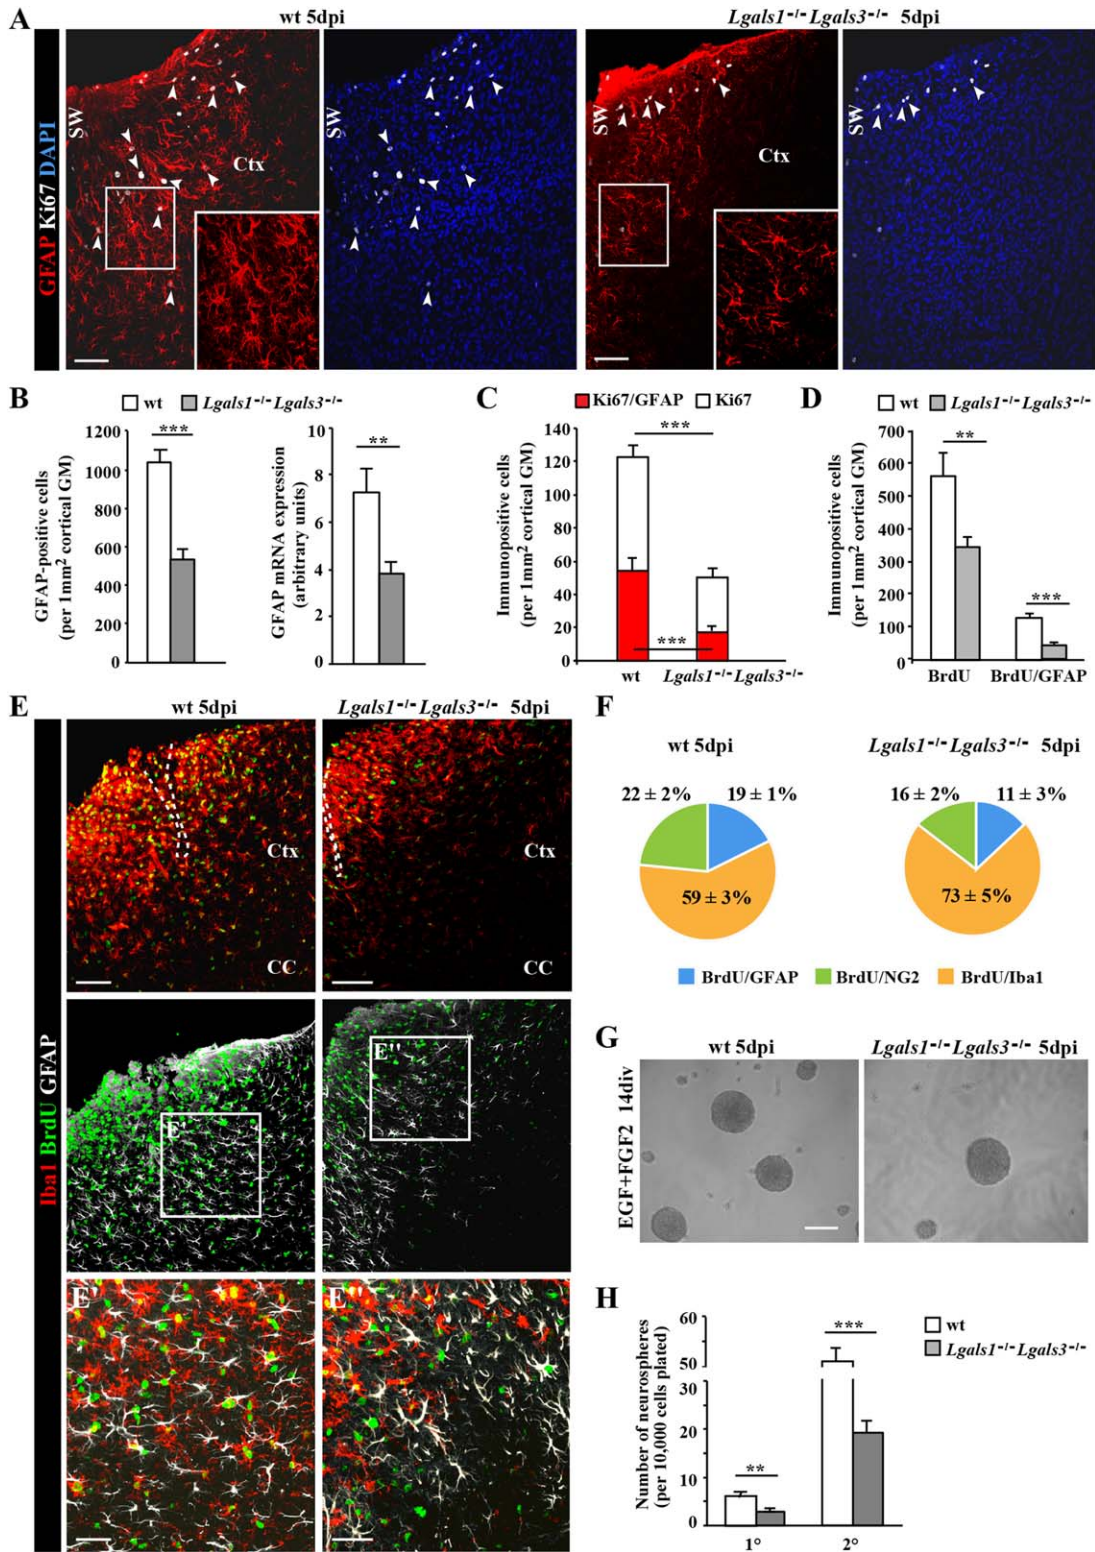 A
wt 5dpi
Lgals1⁻/⁻Lgals3⁻/⁻ 5dpi
GFAP Ki67 DAPI
SW
Ctx
SW
SW
Ctx
SW
B
wt
Lgals1⁻/⁻Lgals3⁻/⁻
GFAP-positive cells
(per 1mm² cortical GM)
1200
1000
800
600
400
200
0
***
GFAP mRNA expression
(arbitrary units)
10
8
6
4
2
0
**
C
Ki67/GFAP
Ki67
Immunopositive cells
(per 1mm² cortical GM)
140
120
100
80
60
40
20
0
***
***
wt
Lgals1⁻/⁻Lgals3⁻/⁻
D
wt
Lgals1⁻/⁻Lgals3⁻/⁻
Immunopositive cells
(per 1mm² cortical GM)
700
600
500
400
300
200
100
0
**
***
BrdU
BrdU/GFAP
E
wt 5dpi
Lgals1⁻/⁻Lgals3⁻/⁻ 5dpi
Iba1 BrdU GFAP
Ctx
CC
Ctx
CC
E'
E''
E'
E''
F
wt 5dpi
Lgals1⁻/⁻Lgals3⁻/⁻ 5dpi
22 ± 2%
19 ± 1%
59 ± 3%
16 ± 2%
11 ± 3%
73 ± 5%
BrdU/GFAP
BrdU/NG2
BrdU/Iba1
G
wt 5dpi
Lgals1⁻/⁻Lgals3⁻/⁻ 5dpi
EGF+FGF2 14div
H
Number of neurospheres
(per 10,000 cells plated)
60
50
30
20
10
0
**
***
1°
2°
wt
Lgals1⁻/⁻Lgals3⁻/⁻